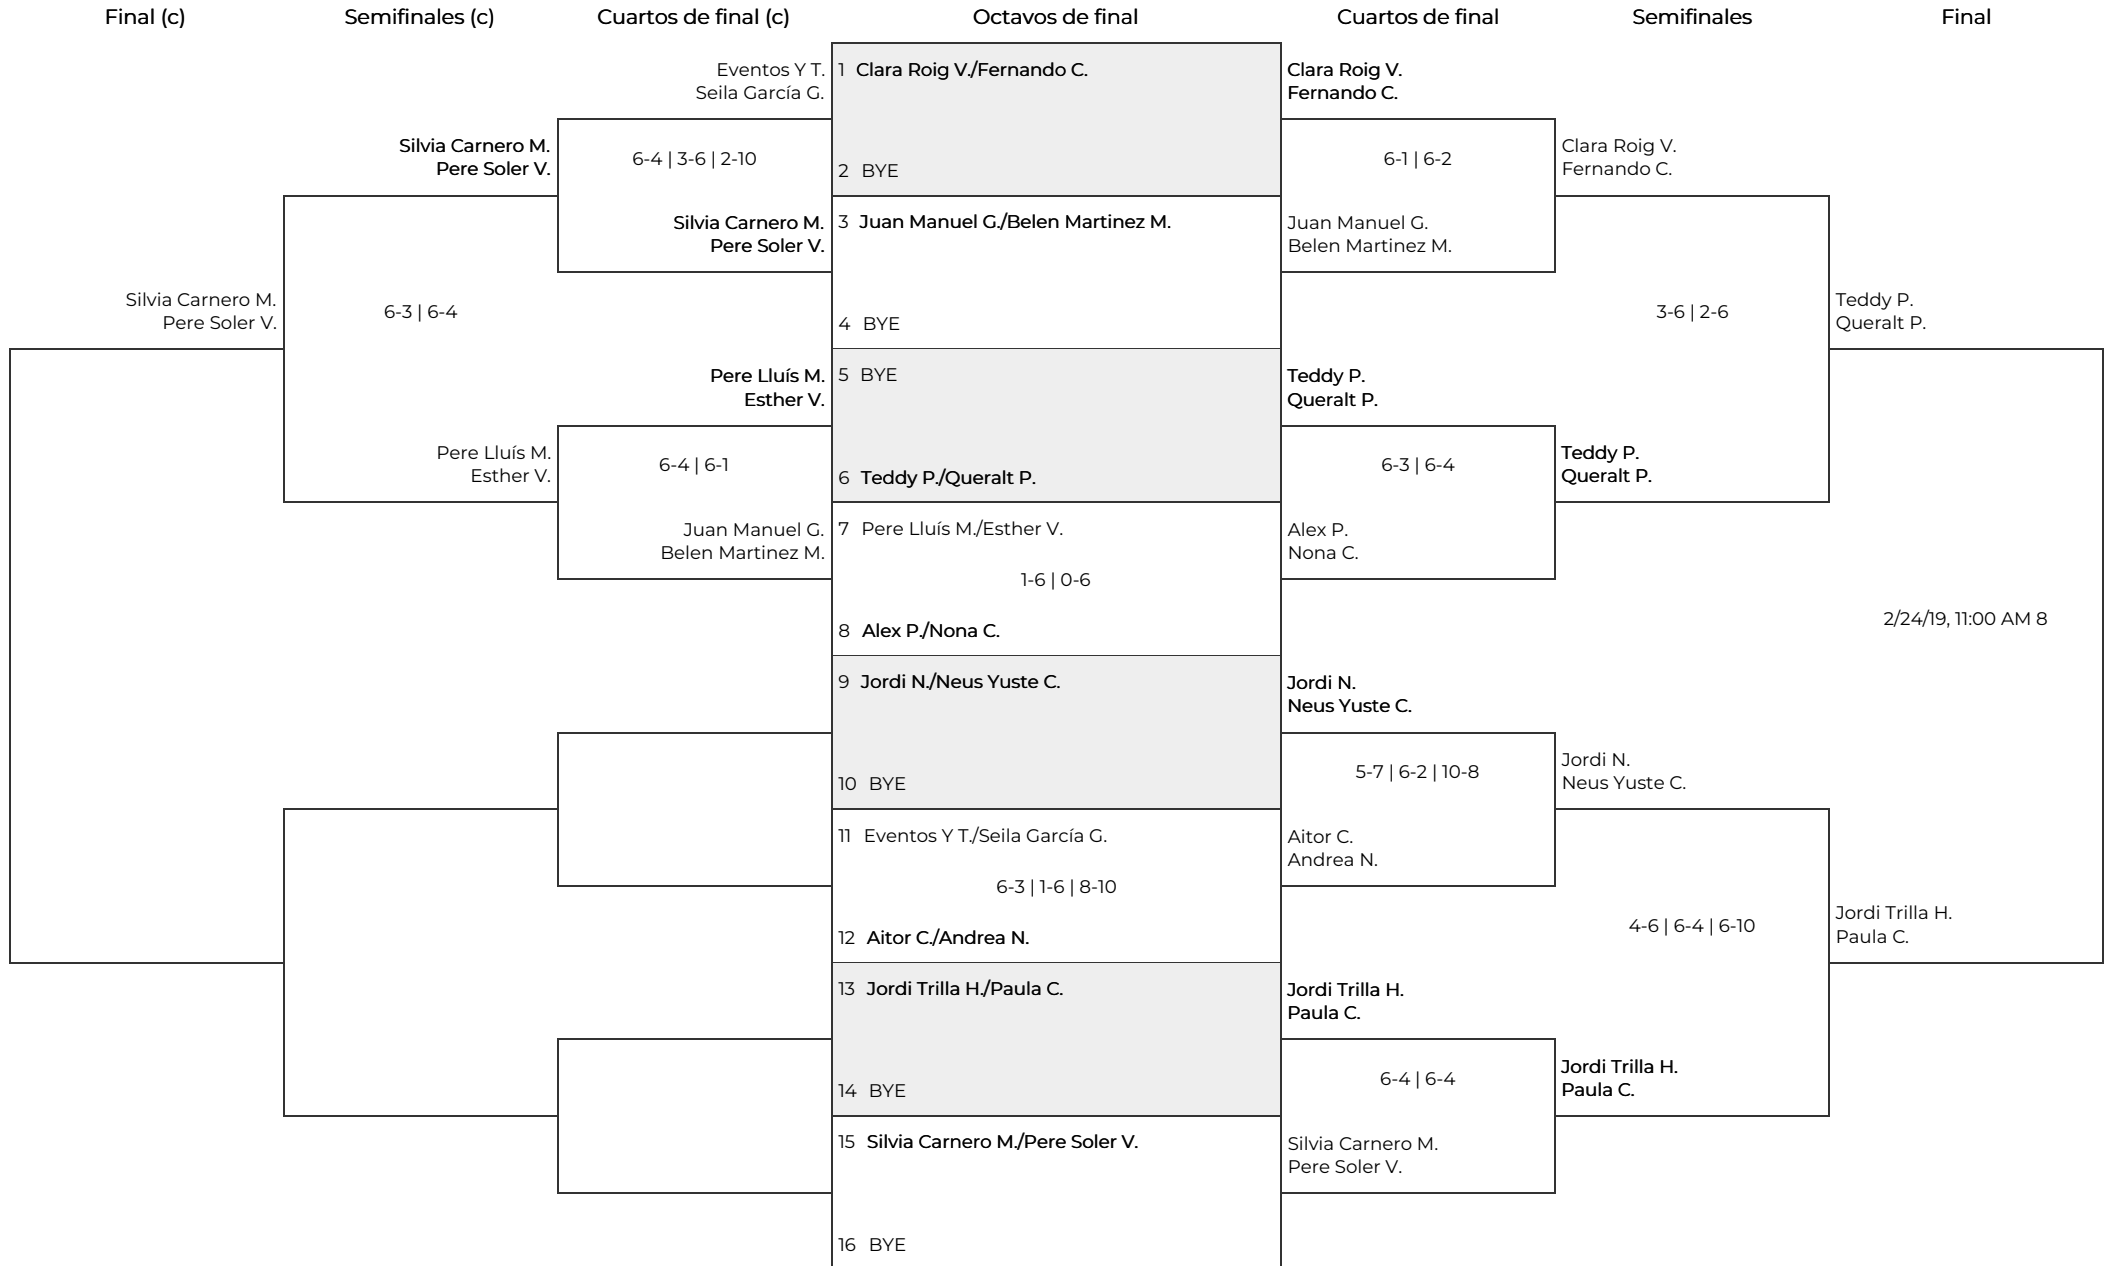 Final (c)
Semifinales (c)
Cuartos de final (c)
Octavos de final
Cuartos de final
Semifinales
Final
Silvia Carnero M.
Pere Soler V.
Silvia Carnero M.
Pere Soler V.
6-3 | 6-4
Pere Lluís M.
Esther V.
Eventos Y T.
Seila García G.
6-4 | 3-6 | 2-10
Silvia Carnero M.
Pere Soler V.
Pere Lluís M.
Esther V.
6-4 | 6-1
Juan Manuel G.
Belen Martinez M.
1 Clara Roig V./Fernando C.
2 BYE
3 Juan Manuel G./Belen Martinez M.
4 BYE
5 BYE
6 Teddy P./Queralt P.
7 Pere Lluís M./Esther V.
1-6 | 0-6
8 Alex P./Nona C.
9 Jordi N./Neus Yuste C.
10 BYE
11 Eventos Y T./Seila García G.
6-3 | 1-6 | 8-10
12 Aitor C./Andrea N.
13 Jordi Trilla H./Paula C.
14 BYE
15 Silvia Carnero M./Pere Soler V.
16 BYE
Clara Roig V.
Fernando C.
6-1 | 6-2
Juan Manuel G.
Belen Martinez M.
Teddy P.
Queralt P.
6-3 | 6-4
Alex P.
Nona C.
Jordi N.
Neus Yuste C.
5-7 | 6-2 | 10-8
Aitor C.
Andrea N.
Jordi Trilla H.
Paula C.
6-4 | 6-4
Silvia Carnero M.
Pere Soler V.
Clara Roig V.
Fernando C.
3-6 | 2-6
Teddy P.
Queralt P.
Jordi N.
Neus Yuste C.
4-6 | 6-4 | 6-10
Jordi Trilla H.
Paula C.
Teddy P.
Queralt P.
2/24/19, 11:00 AM 8
Jordi Trilla H.
Paula C.